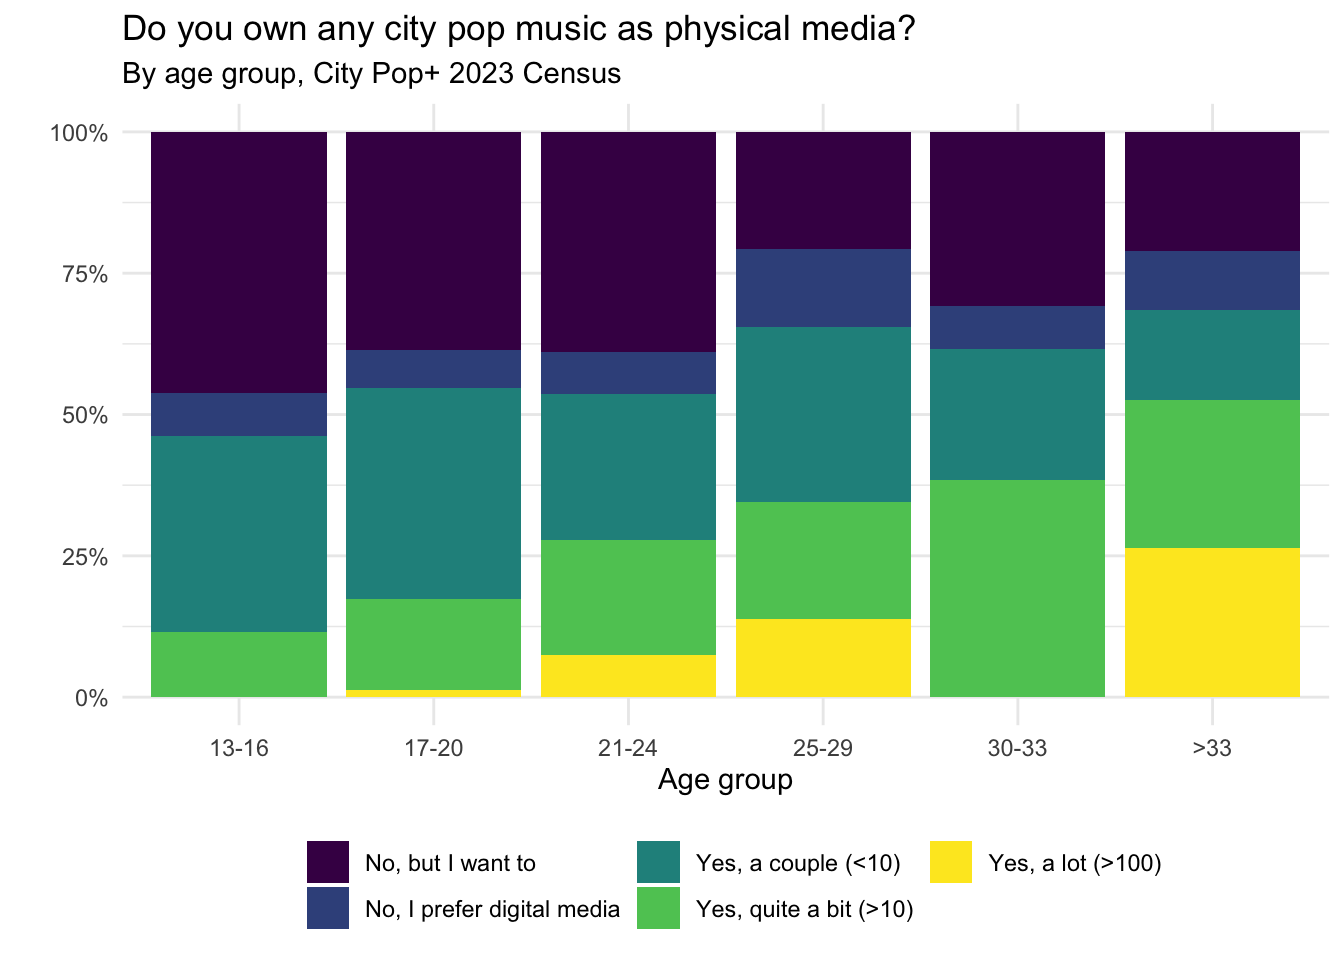 Do you own any city pop music as physical media?
By age group, City Pop+ 2023 Census
100%
75%
50%
25%
0%
13-16 17-20 21-24 25-29 30-33 >33
Age group
No, but I want to Yes, a couple (<10) Yes, a lot (>100)
No, I prefer digital media Yes, quite a bit (>10)